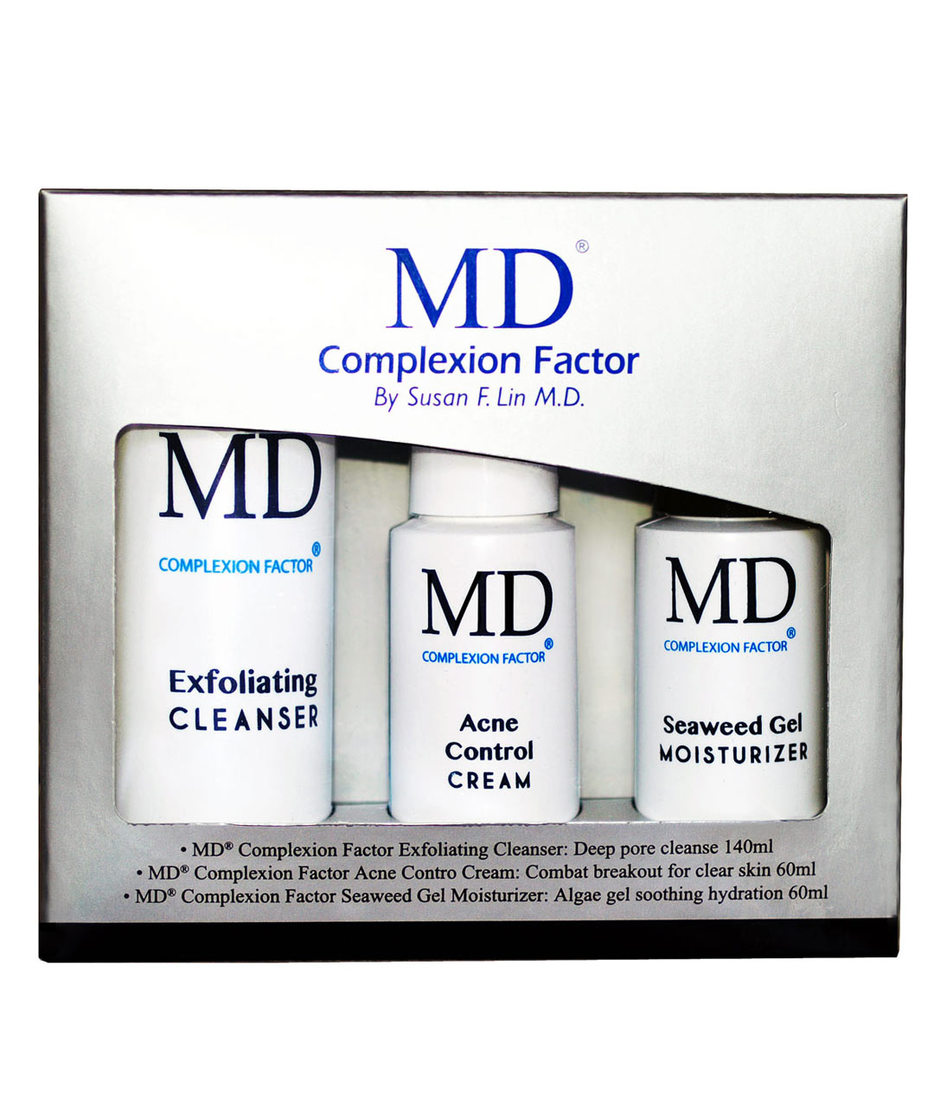 MD®
Complexion Factor
By Susan F. Lin M.D.
MD
COMPLEXION FACTOR®
Exfoliating
CLEANSER
MD
COMPLEXION FACTOR®
Acne
Control
CREAM
MD
COMPLEXION FACTOR®
Seaweed Gel
MOISTURIZER
• MD® Complexion Factor Exfoliating Cleanser: Deep pore cleanse 140ml
• MD® Complexion Factor Acne Contro Cream: Combat breakout for clear skin 60ml
• MD® Complexion Factor Seaweed Gel Moisturizer: Algae gel soothing hydration 60ml